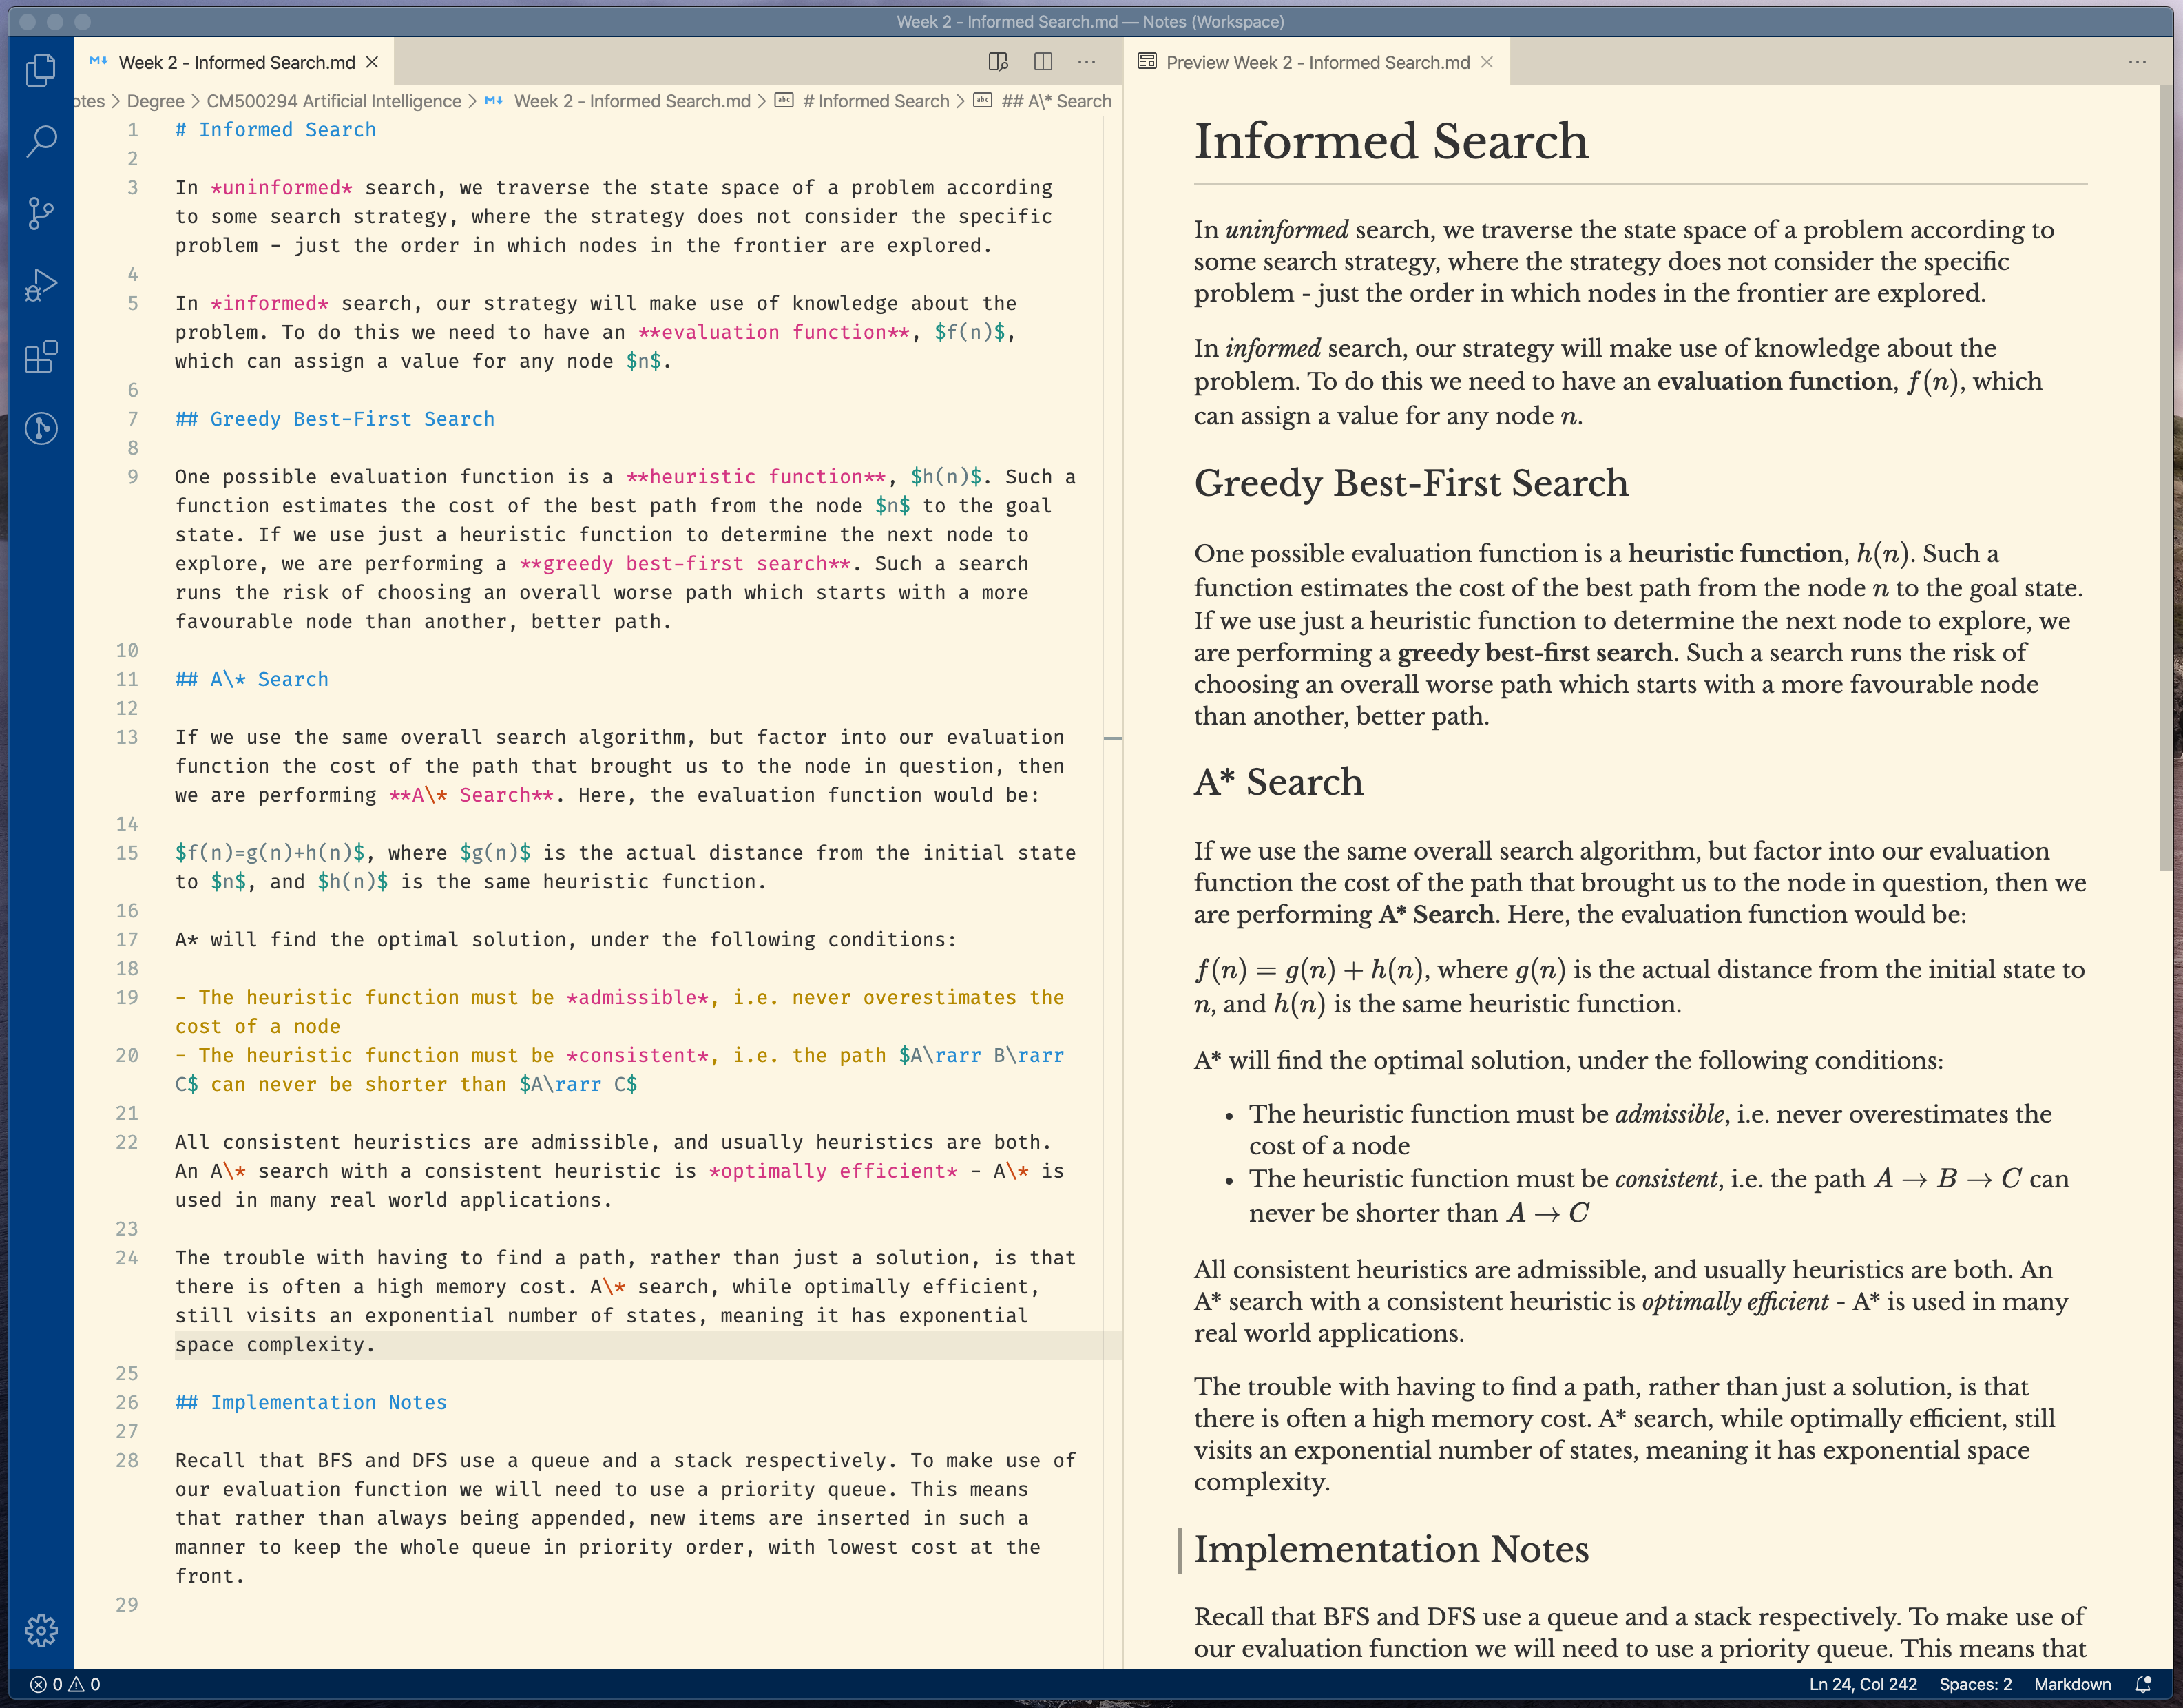 Week 2 - Informed Search.md — Notes (Workspace)
Week 2 - Informed Search.md
otes > Degree > CM500294 Artificial Intelligence > Week 2 - Informed Search.md > # Informed Search > ## A\* Search
1 # Informed Search
2
3 In *uninformed* search, we traverse the state space of a problem according
to some search strategy, where the strategy does not consider the specific
problem - just the order in which nodes in the frontier are explored.
4
5 In *informed* search, our strategy will make use of knowledge about the
problem. To do this we need to have an **evaluation function**, $f(n)$,
which can assign a value for any node $n$.
6
7 ## Greedy Best-First Search
8
9 One possible evaluation function is a **heuristic function**, $h(n)$. Such a
function estimates the cost of the best path from the node $n$ to the goal
state. If we use just a heuristic function to determine the next node to
explore, we are performing a **greedy best-first search**. Such a search
runs the risk of choosing an overall worse path which starts with a more
favourable node than another, better path.
10
11 ## A\* Search
12
13 If we use the same overall search algorithm, but factor into our evaluation
function the cost of the path that brought us to the node in question, then
we are performing **A\* Search**. Here, the evaluation function would be:
14
15 $f(n)=g(n)+h(n)$, where $g(n)$ is the actual distance from the initial state
to $n$, and $h(n)$ is the same heuristic function.
16
17 A* will find the optimal solution, under the following conditions:
18
19 - The heuristic function must be *admissible*, i.e. never overestimates the
cost of a node
20 - The heuristic function must be *consistent*, i.e. the path $A\rarr B\rarr
C$ can never be shorter than $A\rarr C$
21
22 All consistent heuristics are admissible, and usually heuristics are both.
An A\* search with a consistent heuristic is *optimally efficient* - A\* is
used in many real world applications.
23
24 The trouble with having to find a path, rather than just a solution, is that
there is often a high memory cost. A\* search, while optimally efficient,
still visits an exponential number of states, meaning it has exponential
space complexity.
25
26 ## Implementation Notes
27
28 Recall that BFS and DFS use a queue and a stack respectively. To make use of
our evaluation function we will need to use a priority queue. This means
that rather than always being appended, new items are inserted in such a
manner to keep the whole queue in priority order, with lowest cost at the
front.
29
Preview Week 2 - Informed Search.md
Informed Search
In uninformed search, we traverse the state space of a problem according to
some search strategy, where the strategy does not consider the specific
problem - just the order in which nodes in the frontier are explored.
In informed search, our strategy will make use of knowledge about the
problem. To do this we need to have an evaluation function, f(n), which
can assign a value for any node n.
Greedy Best-First Search
One possible evaluation function is a heuristic function, h(n). Such a
function estimates the cost of the best path from the node n to the goal state.
If we use just a heuristic function to determine the next node to explore, we
are performing a greedy best-first search. Such a search runs the risk of
choosing an overall worse path which starts with a more favourable node
than another, better path.
A* Search
If we use the same overall search algorithm, but factor into our evaluation
function the cost of the path that brought us to the node in question, then we
are performing A* Search. Here, the evaluation function would be:
f(n) = g(n) + h(n), where g(n) is the actual distance from the initial state to
n, and h(n) is the same heuristic function.
A* will find the optimal solution, under the following conditions:
• The heuristic function must be admissible, i.e. never overestimates the
cost of a node
• The heuristic function must be consistent, i.e. the path A → B → C can
never be shorter than A → C
All consistent heuristics are admissible, and usually heuristics are both. An
A* search with a consistent heuristic is optimally efficient - A* is used in many
real world applications.
The trouble with having to find a path, rather than just a solution, is that
there is often a high memory cost. A* search, while optimally efficient, still
visits an exponential number of states, meaning it has exponential space
complexity.
Implementation Notes
Recall that BFS and DFS use a queue and a stack respectively. To make use of
our evaluation function we will need to use a priority queue. This means that
0 0
Ln 24, Col 242 Spaces: 2 Markdown